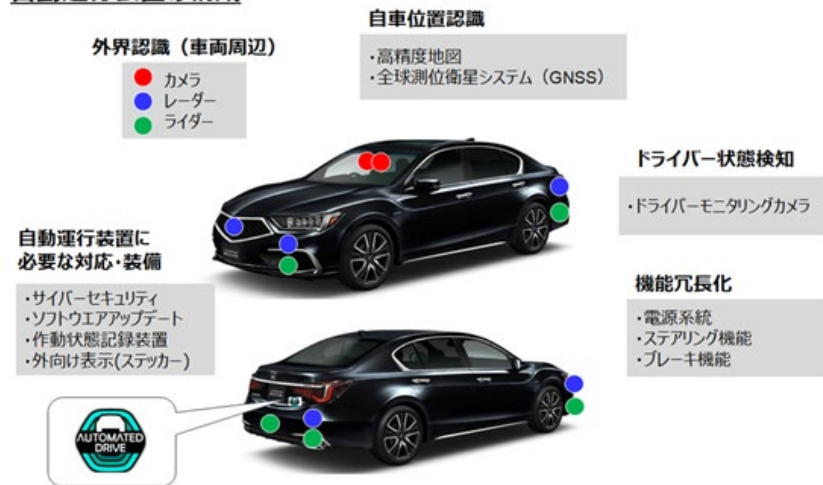 自車位置認識
・高精度地図
・全球測位衛星システム（GNSS）
外界認識（車両周辺）
カメラ
レーダー
ライダー
ドライバー状態検知
・ドライバーモニタリングカメラ
自動運行装置に
必要な対応・装備
・サイバーセキュリティ
・ソフトウエアアップデート
・作動状態記録装置
・外向け表示(ステッカー)
機能冗長化
・電源系統
・ステアリング機能
・ブレーキ機能
AUTOMATED
DRIVE